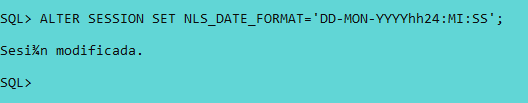 SQL> ALTER SESSION SET NLS_DATE_FORMAT='DD-MON-YYYYhh24:MI:SS';
Sesi¾n modificada.
SQL>